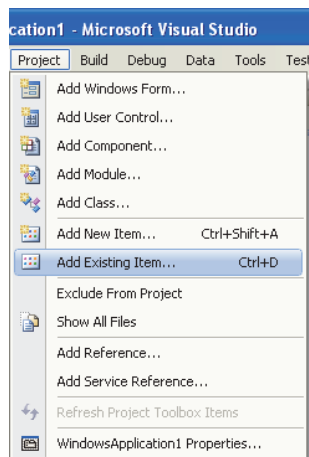 cation1 - Microsoft Visual Studio
Project Build Debug Data Tools Test
Add Windows Form...
Add User Control...
Add Component...
Add Module...
Add Class...
Add New Item... Ctrl+Shift+A
Add Existing Item... Ctrl+D
Exclude From Project
Show All Files
Add Reference...
Add Service Reference...
Refresh Project Toolbox Items
WindowsApplication1 Properties...